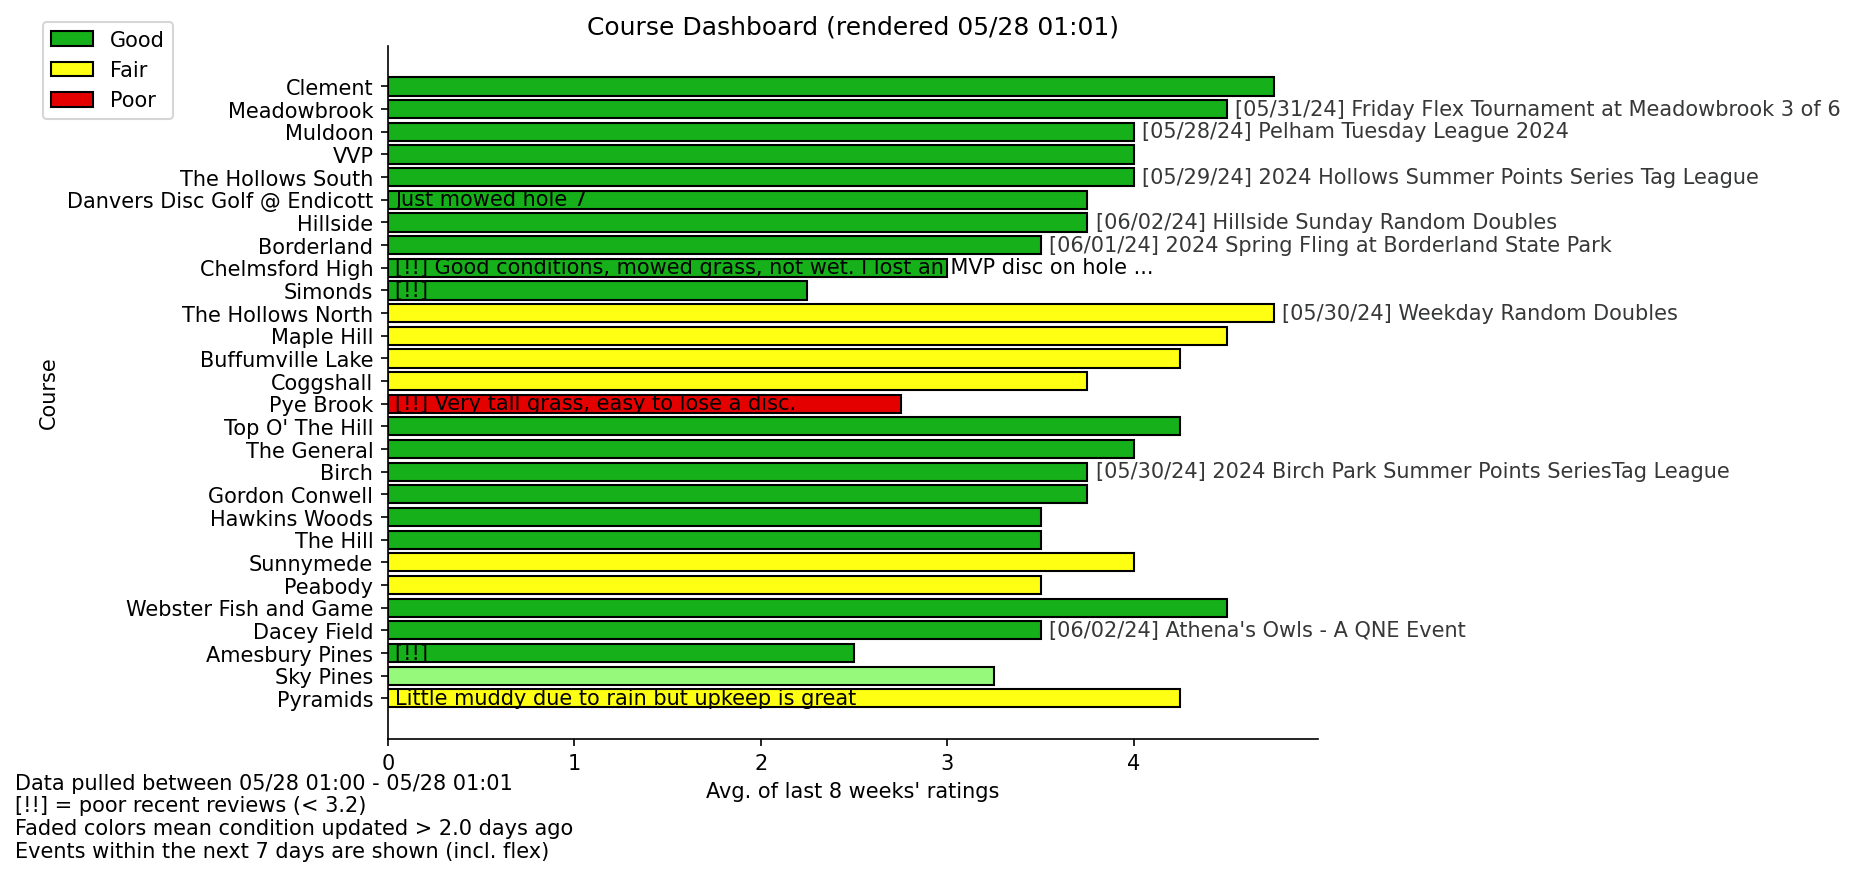 Course Dashboard (rendered 05/28 01:01)
Good
Fair
Poor
Clement
Meadowbrook [05/31/24] Friday Flex Tournament at Meadowbrook 3 of 6
Muldoon [05/28/24] Pelham Tuesday League 2024
VVP
The Hollows South [05/29/24] 2024 Hollows Summer Points Series Tag League
Danvers Disc Golf @ Endicott Just mowed hole 7
Hillside [06/02/24] Hillside Sunday Random Doubles
Borderland [06/01/24] 2024 Spring Fling at Borderland State Park
Chelmsford High [!!] Good conditions, mowed grass, not wet. I lost an MVP disc on hole ...
Simonds [!!]
The Hollows North [05/30/24] Weekday Random Doubles
Maple Hill
Buffumville Lake
Coggshall
Pye Brook [!!] Very tall grass, easy to lose a disc.
Top O' The Hill
The General
Birch [05/30/24] 2024 Birch Park Summer Points SeriesTag League
Gordon Conwell
Hawkins Woods
The Hill
Sunnymede
Peabody
Webster Fish and Game
Dacey Field [06/02/24] Athena's Owls - A QNE Event
Amesbury Pines [!!]
Sky Pines
Pyramids Little muddy due to rain but upkeep is great
Course
0 1 2 3 4
Avg. of last 8 weeks' ratings
Data pulled between 05/28 01:00 - 05/28 01:01
[!!] = poor recent reviews (< 3.2)
Faded colors mean condition updated > 2.0 days ago
Events within the next 7 days are shown (incl. flex)